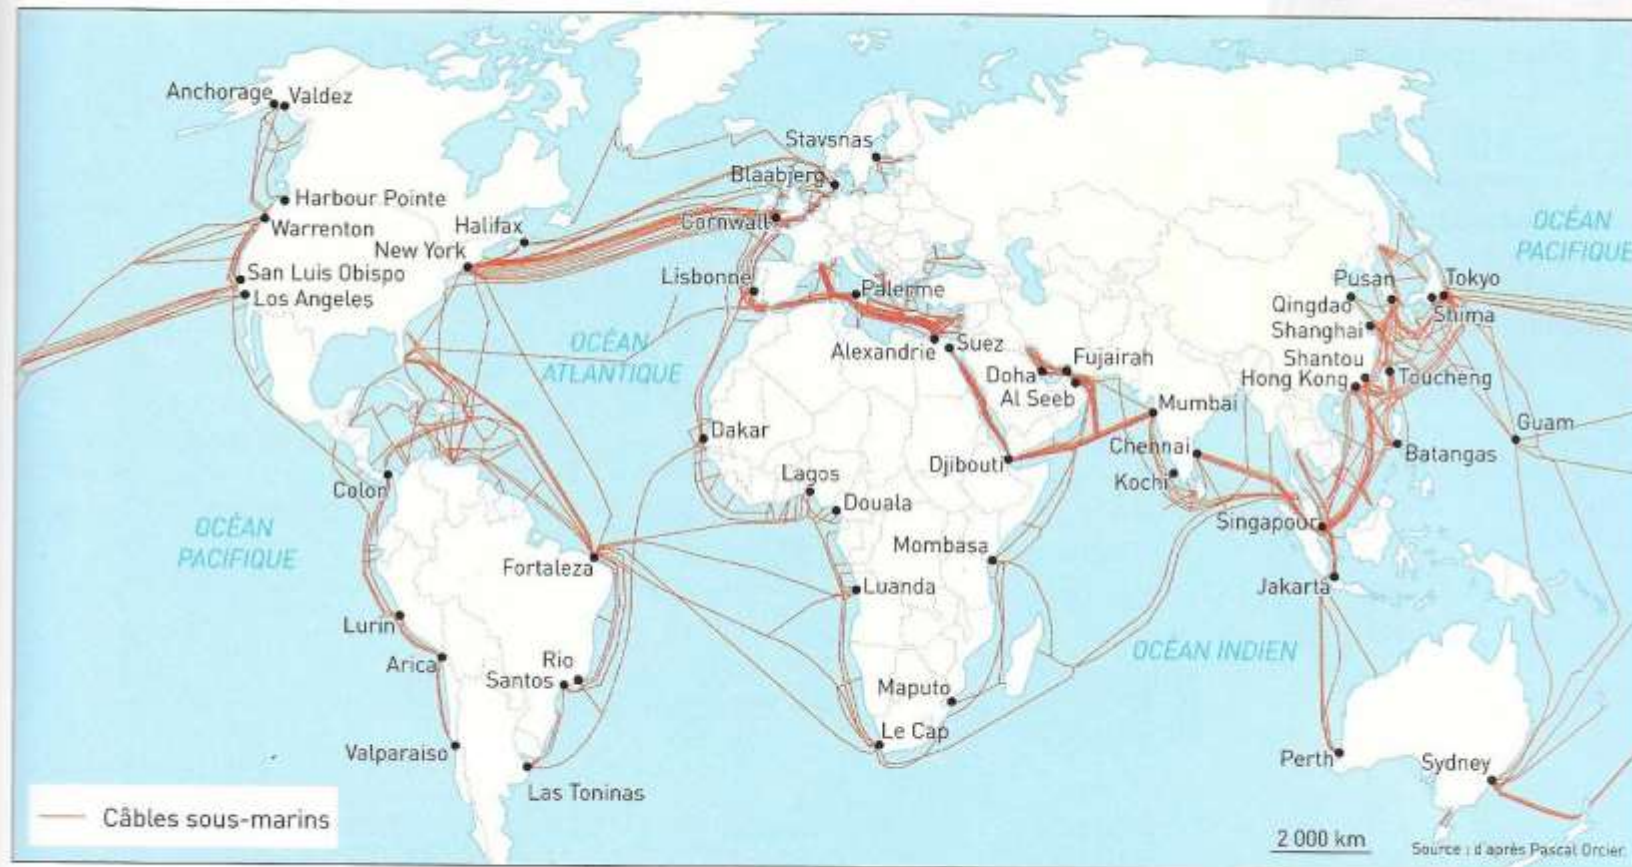 Anchorage
Valdez
Stavsnas
Blaabjerg
Harbour Pointe
Warrenton
Halifax
Cornwall
New York
OCÉAN
PACIFIQUE
San Luis Obispo
Los Angeles
Lisbonne
Palerme
Pusan
Tokyo
Qingdao
Shima
Shanghai
OCÉAN
ATLANTIQUE
Alexandrie
Suez
Doha
Fujairah
Al Seeb
Shantou
Hong Kong
Toucheng
Mumbai
Guam
Dakar
Chennai
Batangas
Djibouti
Kochi
Colon
Lagos
Douala
OCÉAN
PACIFIQUE
Singapour
Mombasa
Fortaleza
Luanda
Jakarta
Lurin
OCÉAN INDIEN
Arica
Rio
Santos
Maputo
Le Cap
Valparaiso
Perth
Sydney
Las Toninas
Câbles sous-marins
2 000 km
Source : d'après Pascal Orcier.